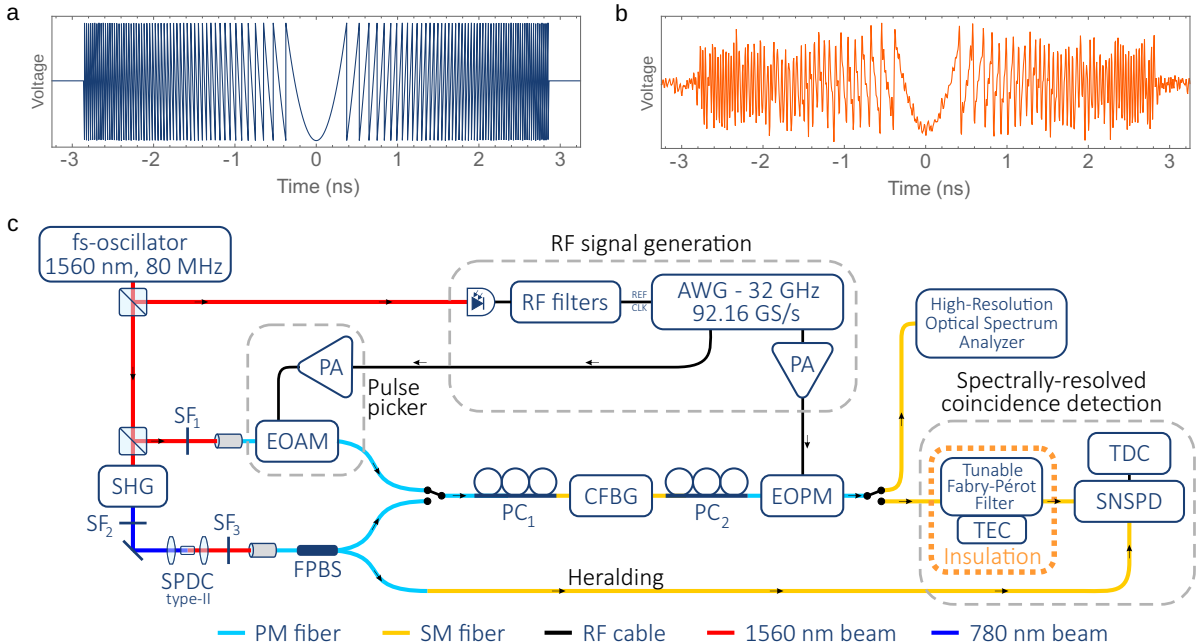 a
Voltage
-3
-2
-1
0
1
2
3
Time (ns)
b
Voltage
-3
-2
-1
0
1
2
3
Time (ns)
c
fs-oscillator
1560 nm, 80 MHz
RF signal generation
RF filters
REF
CLK
AWG - 32 GHz
92.16 GS/s
High-Resolution
Optical Spectrum
Analyzer
PA
PA
Pulse
picker
Spectrally-resolved
coincidence detection
SF1
EOAM
TDC
SHG
PC1
CFBG
PC2
EOPM
Tunable
Fabry-Pérot
Filter
SNSPD
TEC
Insulation
SF2
SF3
SPDC
type-II
FPBS
Heralding
PM fiber
SM fiber
RF cable
1560 nm beam
780 nm beam